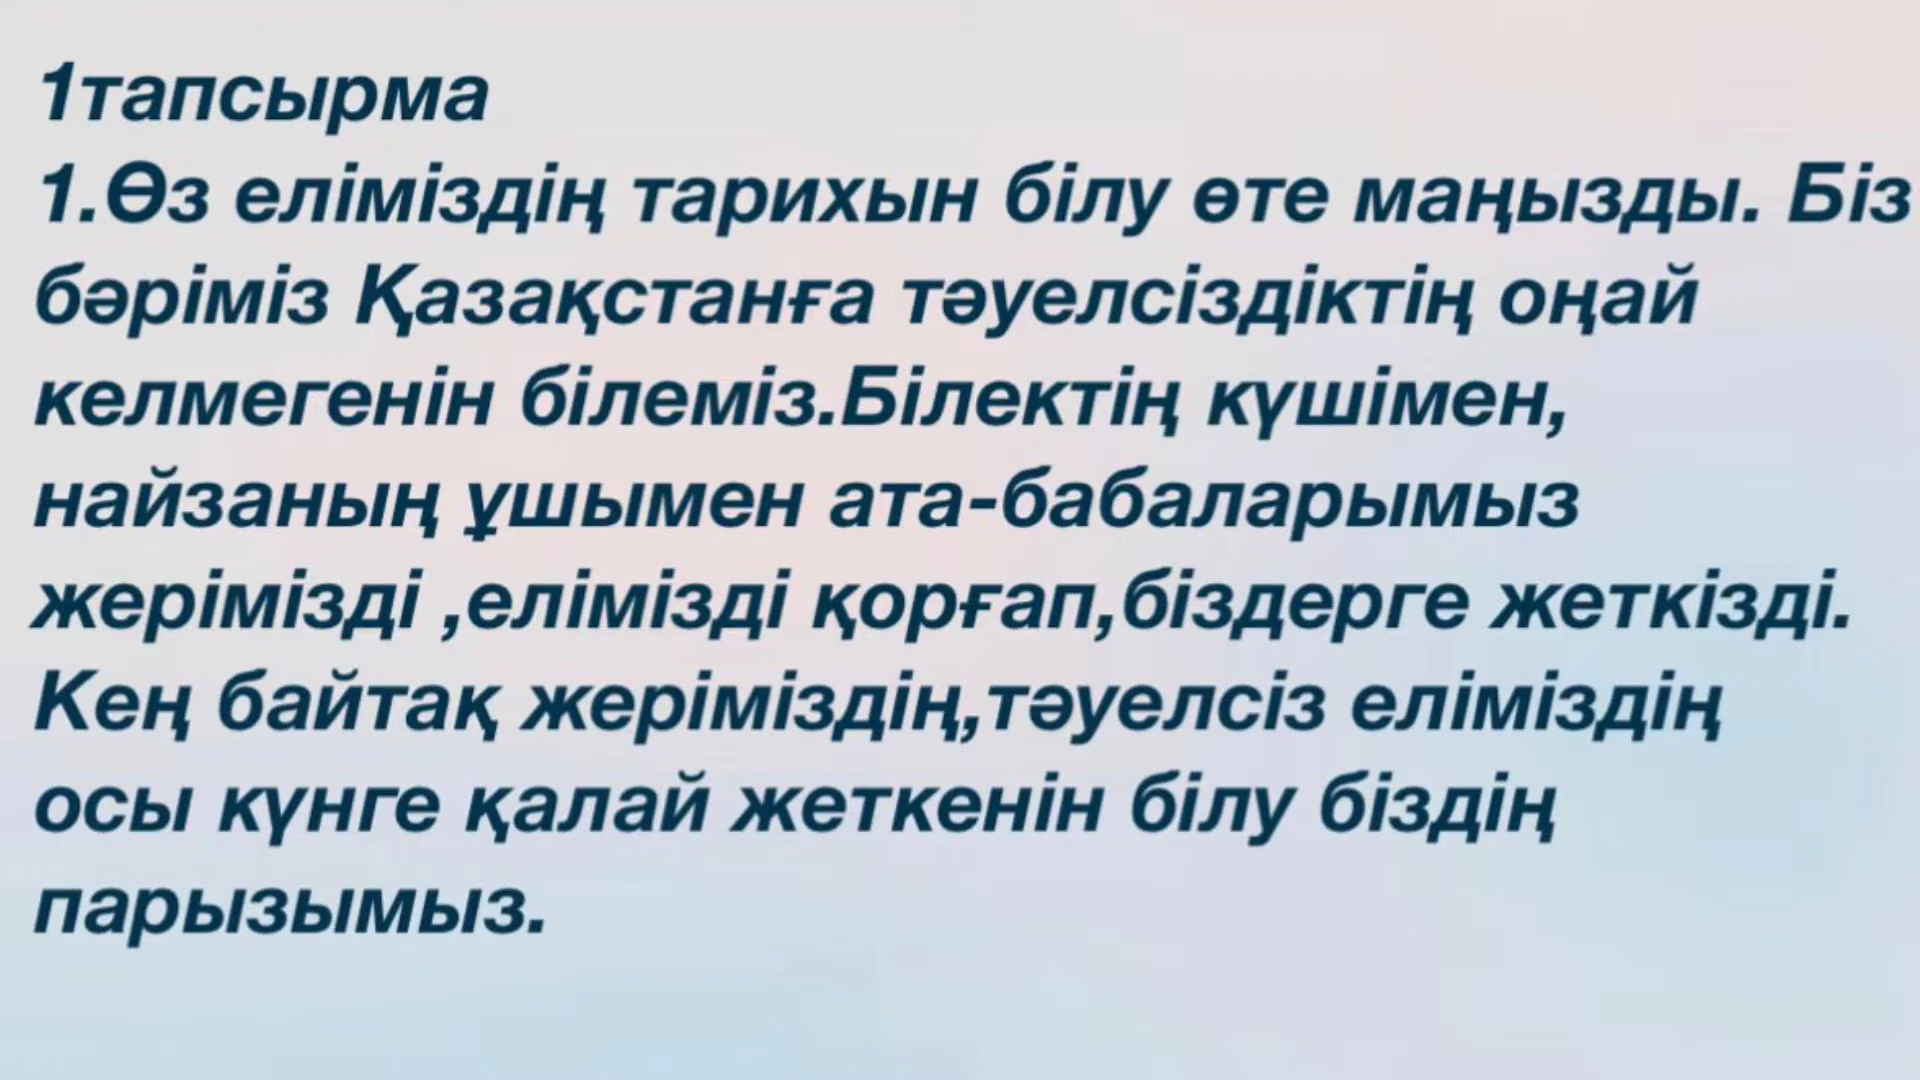 1тапсырма
1.Өз еліміздің тарихын білу өте маңызды. Біз
бәріміз Қазақстанға тәуелсіздіктің оңай
келмегенін білеміз.Білектің күшімен,
найзаның ұшымен ата-бабаларымыз
жерімізді ,елімізді қорғап,біздерге жеткізді.
Кең байтақ жеріміздің,тәуелсіз еліміздің
осы күнге қалай жеткенін білу біздің
парызымыз.